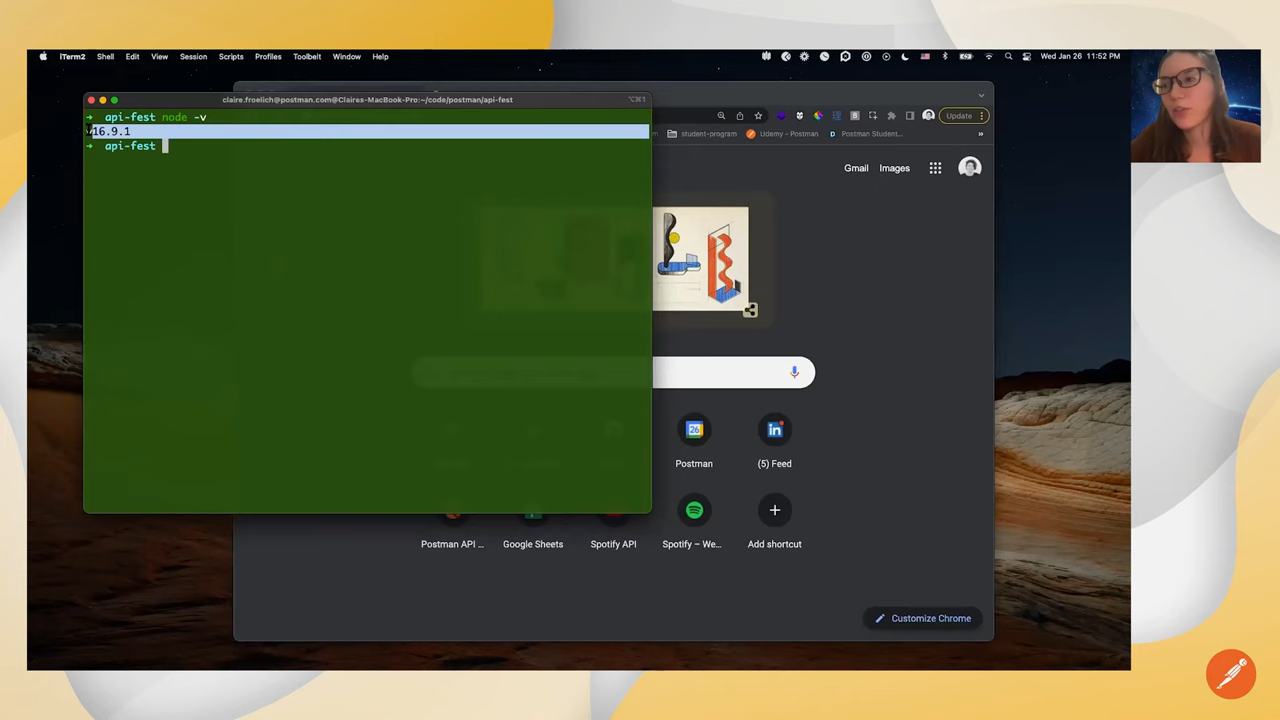 iTerm2 Shell Edit View Session Scripts Profiles Toolbelt Window Help
Wed Jan 26 11:52 PM
claire.froelich@postman.com@Claires-MacBook-Pro:~/code/postman/api-fest
⌥⌘1
→ api-fest node -v
v16.9.1
→ api-fest
Update
student-program
Udemy - Postman
Postman Student...
»
Gmail Images
26
Postman
(5) Feed
Postman API ...
Google Sheets
Spotify API
Spotify – We...
Add shortcut
Customize Chrome